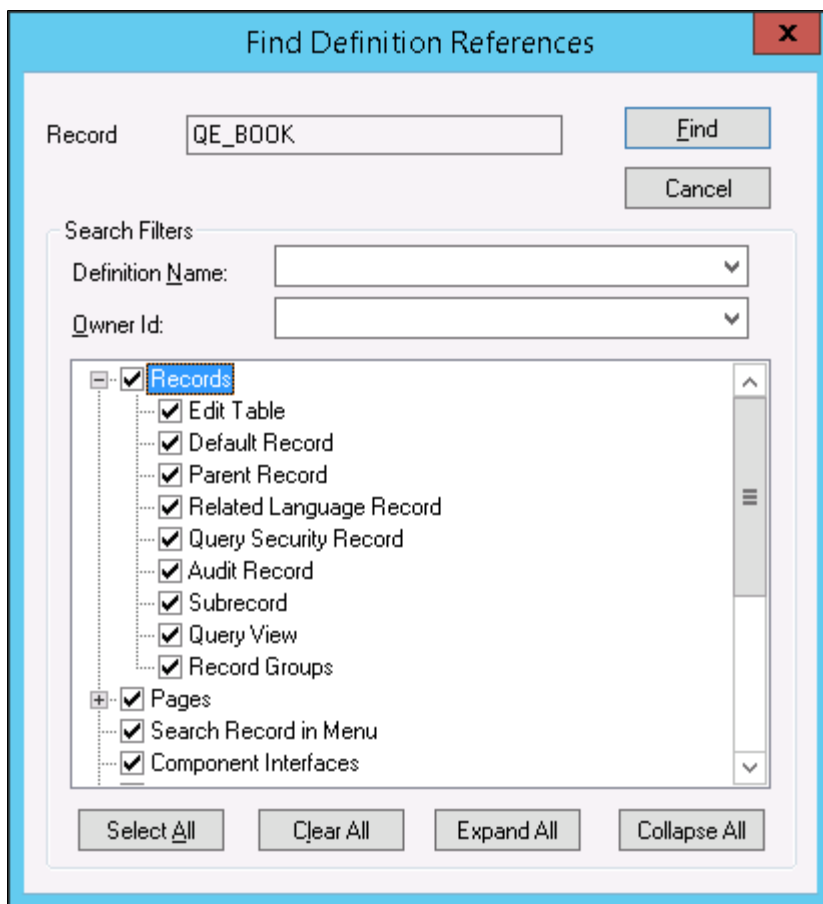 Find Definition References
x
Record QE_BOOK Find
Cancel
Search Filters
Definition Name:
Owner Id:
Records
Edit Table
Default Record
Parent Record
Related Language Record
Query Security Record
Audit Record
Subrecord
Query View
Record Groups
Pages
Search Record in Menu
Component Interfaces
Select All Clear All Expand All Collapse All